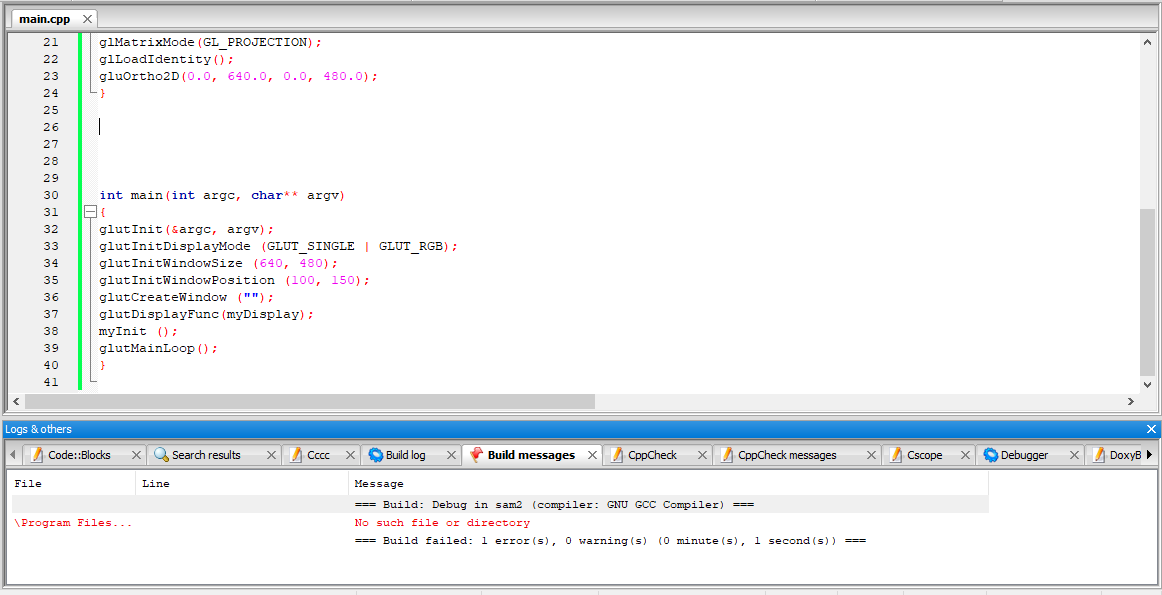 main.cpp
21 glMatrixMode(GL_PROJECTION);
22 glLoadIdentity();
23 gluOrtho2D(0.0, 640.0, 0.0, 480.0);
24 }
25
26
27
28
29
30 int main(int argc, char** argv)
31 {
32 glutInit(&argc, argv);
33 glutInitDisplayMode (GLUT_SINGLE | GLUT_RGB);
34 glutInitWindowSize (640, 480);
35 glutInitWindowPosition (100, 150);
36 glutCreateWindow ("");
37 glutDisplayFunc(myDisplay);
38 myInit ();
39 glutMainLoop();
40 }
41
Logs & others
Code::Blocks Search results Cccc Build log Build messages CppCheck CppCheck messages Cscope Debugger DoxyB
File Line Message
=== Build: Debug in sam2 (compiler: GNU GCC Compiler) ===
\Program Files... No such file or directory
=== Build failed: 1 error(s), 0 warning(s) (0 minute(s), 1 second(s)) ===